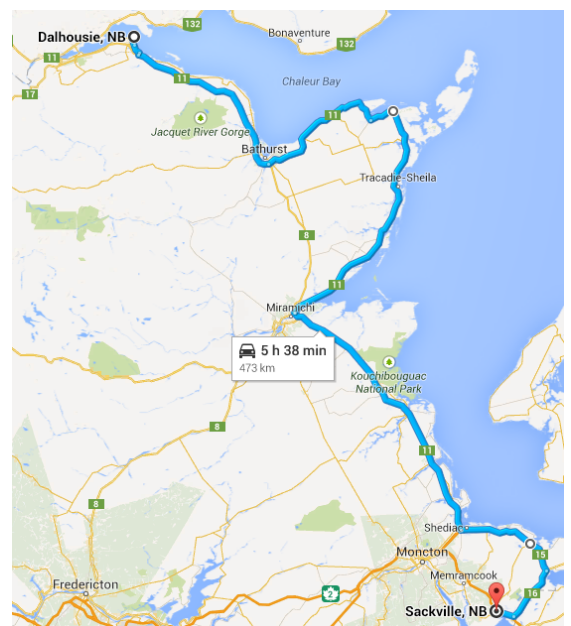 132
Bonaventure
132
Dalhousie, NB
11
11
17
Chaleur Bay
11
Jacquet River Gorge
Bathurst
Tracadie-Sheila
8
11
Miramichi
5 h 38 min
473 km
Kouchibouguac
National Park
8
11
8
Shediac
Moncton
15
Fredericton
Memramcook
2
16
Sackville, NB